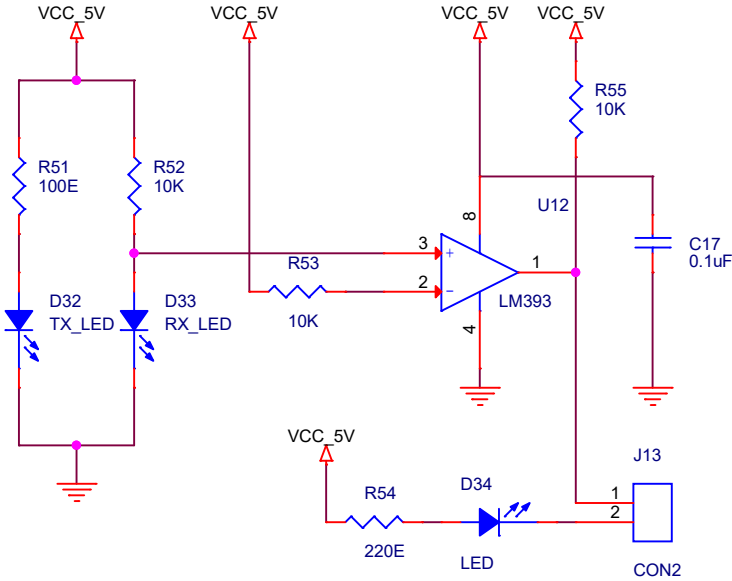 VCC_5V
VCC_5V
VCC_5V
VCC_5V
R55
10K
R51
100E
R52
10K
8
U12
3
+
1
C17
0.1uF
R53
10K
2
−
LM393
4
D32
TX_LED
D33
RX_LED
VCC_5V
R54
220E
D34
LED
J13
1
2
CON2